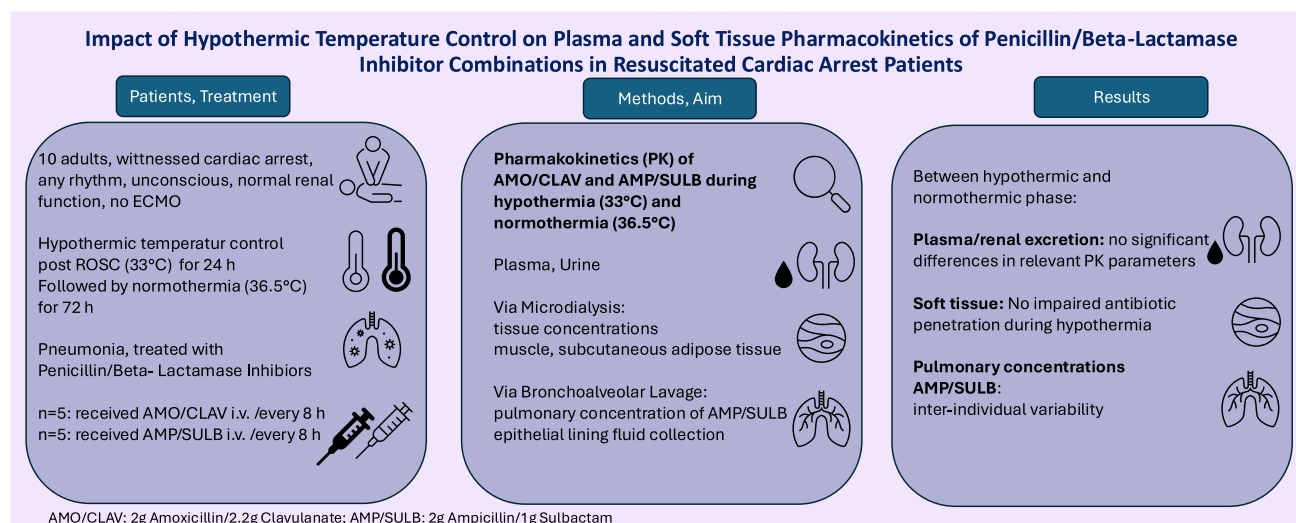 Impact of Hypothermic Temperature Control on Plasma and Soft Tissue Pharmacokinetics of Penicillin/Beta-Lactamase
Inhibitor Combinations in Resuscitated Cardiac Arrest Patients
Patients, Treatment
10 adults, wittnessed cardiac arrest,
any rhythm, unconscious, normal renal
function, no ECMO
Hypothermic temperatur control
post ROSC (33°C) for 24 h
Followed by normothermia (36.5°C)
for 72 h
Pneumonia, treated with
Penicillin/Beta- Lactamase Inhibiors
n=5: received AMO/CLAV i.v. /every 8 h
n=5: received AMP/SULB i.v. /every 8 h
Methods, Aim
Pharmakokinetics (PK) of
AMO/CLAV and AMP/SULB during
hypothermia (33°C) and
normothermia (36.5°C)
Plasma, Urine
Via Microdialysis:
tissue concentrations
muscle, subcutaneous adipose tissue
Via Bronchoalveolar Lavage:
pulmonary concentration of AMP/SULB
epithelial lining fluid collection
Results
Between hypothermic and
normothermic phase:
Plasma/renal excretion: no significant
differences in relevant PK parameters
Soft tissue: No impaired antibiotic
penetration during hypothermia
Pulmonary concentrations
AMP/SULB:
inter-individual variability
AMO/CLAV: 2g Amoxicillin/2.2g Clavulanate; AMP/SULB: 2g Ampicillin/1g Sulbactam